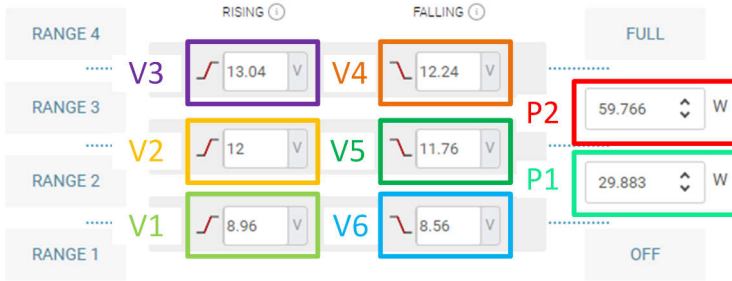 RISING FALLING
RANGE 4 FULL
V3 13.04 V V4 12.24 V
RANGE 3 P2 59.766 W
V2 12 V V5 11.76 V
RANGE 2 P1 29.883 W
V1 8.96 V V6 8.56 V
RANGE 1 OFF